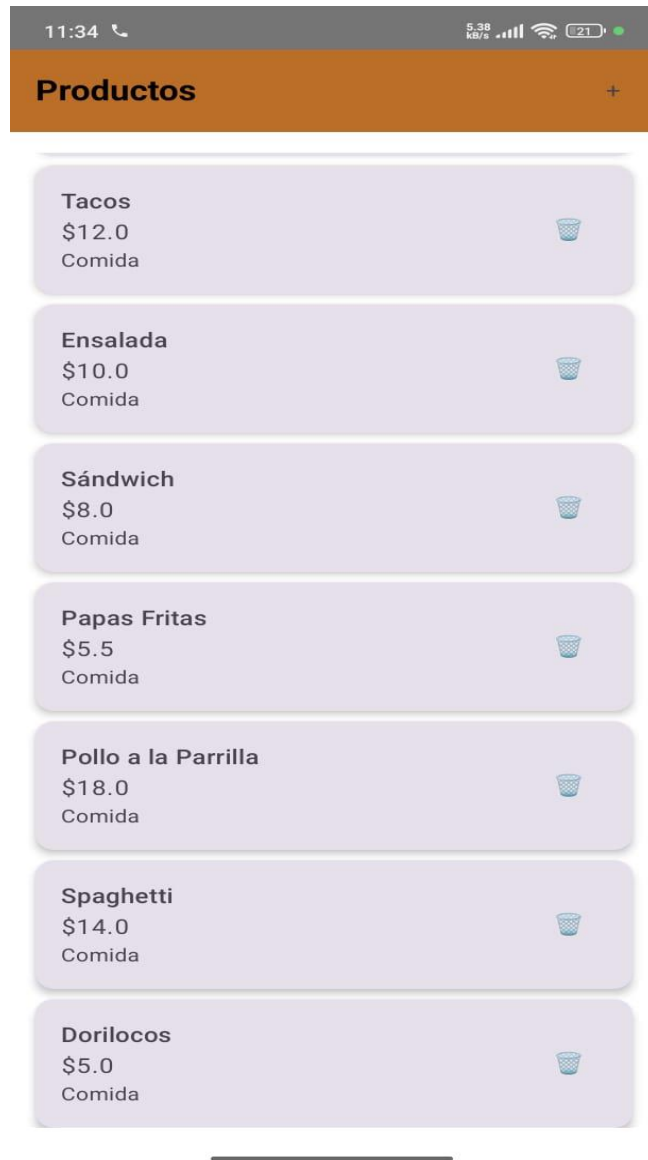 11:34
5.38
kB/s
21
Productos
+
Tacos
$12.0
Comida
Ensalada
$10.0
Comida
Sándwich
$8.0
Comida
Papas Fritas
$5.5
Comida
Pollo a la Parrilla
$18.0
Comida
Spaghetti
$14.0
Comida
Dorilocos
$5.0
Comida